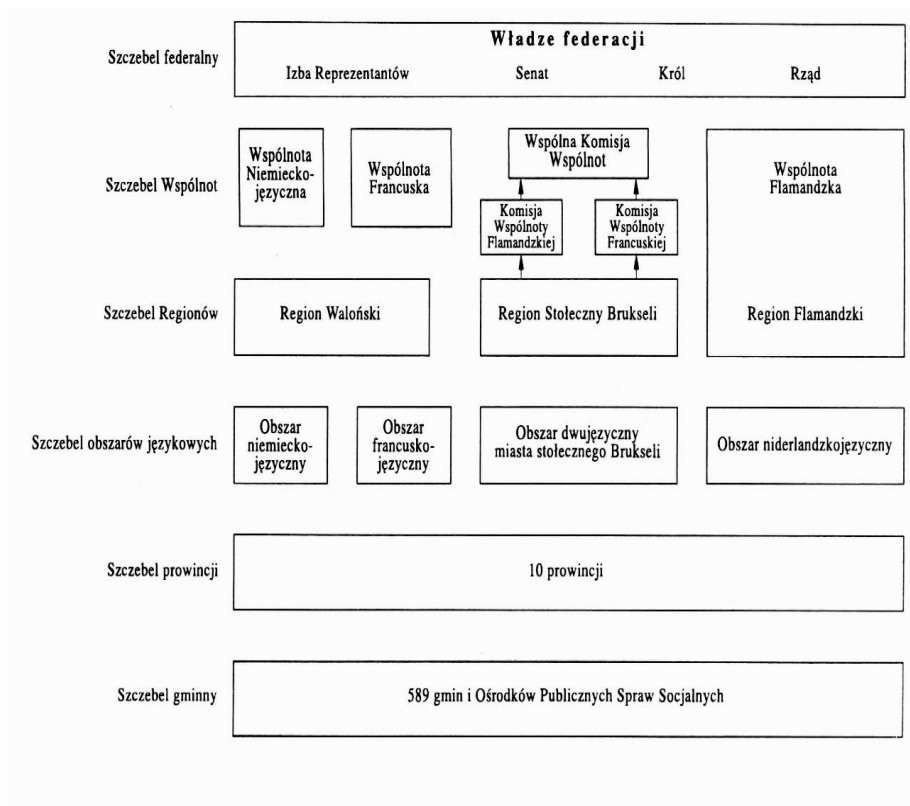 Władze federacji
Szczebel federalny
Izba Reprezentantów Senat Król Rząd
Szczebel Wspólnot
Wspólnota
Niemiecko-
języczna
Wspólnota
Francuska
Wspólna Komisja
Wspólnot
Komisja
Wspólnoty
Flamandzkiej
Komisja
Wspólnoty
Francuskiej
Wspólnota
Flamandzka
Szczebel Regionów
Region Waloński
Region Stołeczny Brukseli
Region Flamandzki
Szczebel obszarów językowych
Obszar
niemiecko-
języczny
Obszar
francusko-
języczny
Obszar dwujęzyczny
miasta stołecznego Brukseli
Obszar niderlandzkojęzyczny
Szczebel prowincji
10 prowincji
Szczebel gminny
589 gmin i Ośrodków Publicznych Spraw Socjalnych